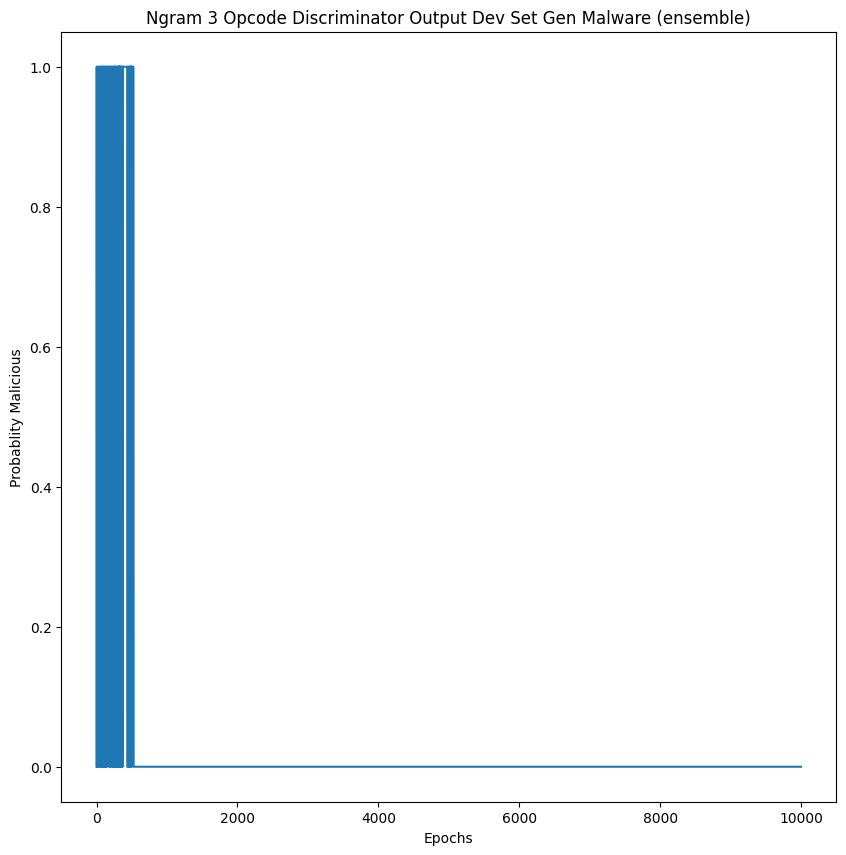 Ngram 3 Opcode Discriminator Output Dev Set Gen Malware (ensemble)
1.0
0.8
0.6
0.4
0.2
0.0
Probablity Malicious
0 2000 4000 6000 8000 10000
Epochs